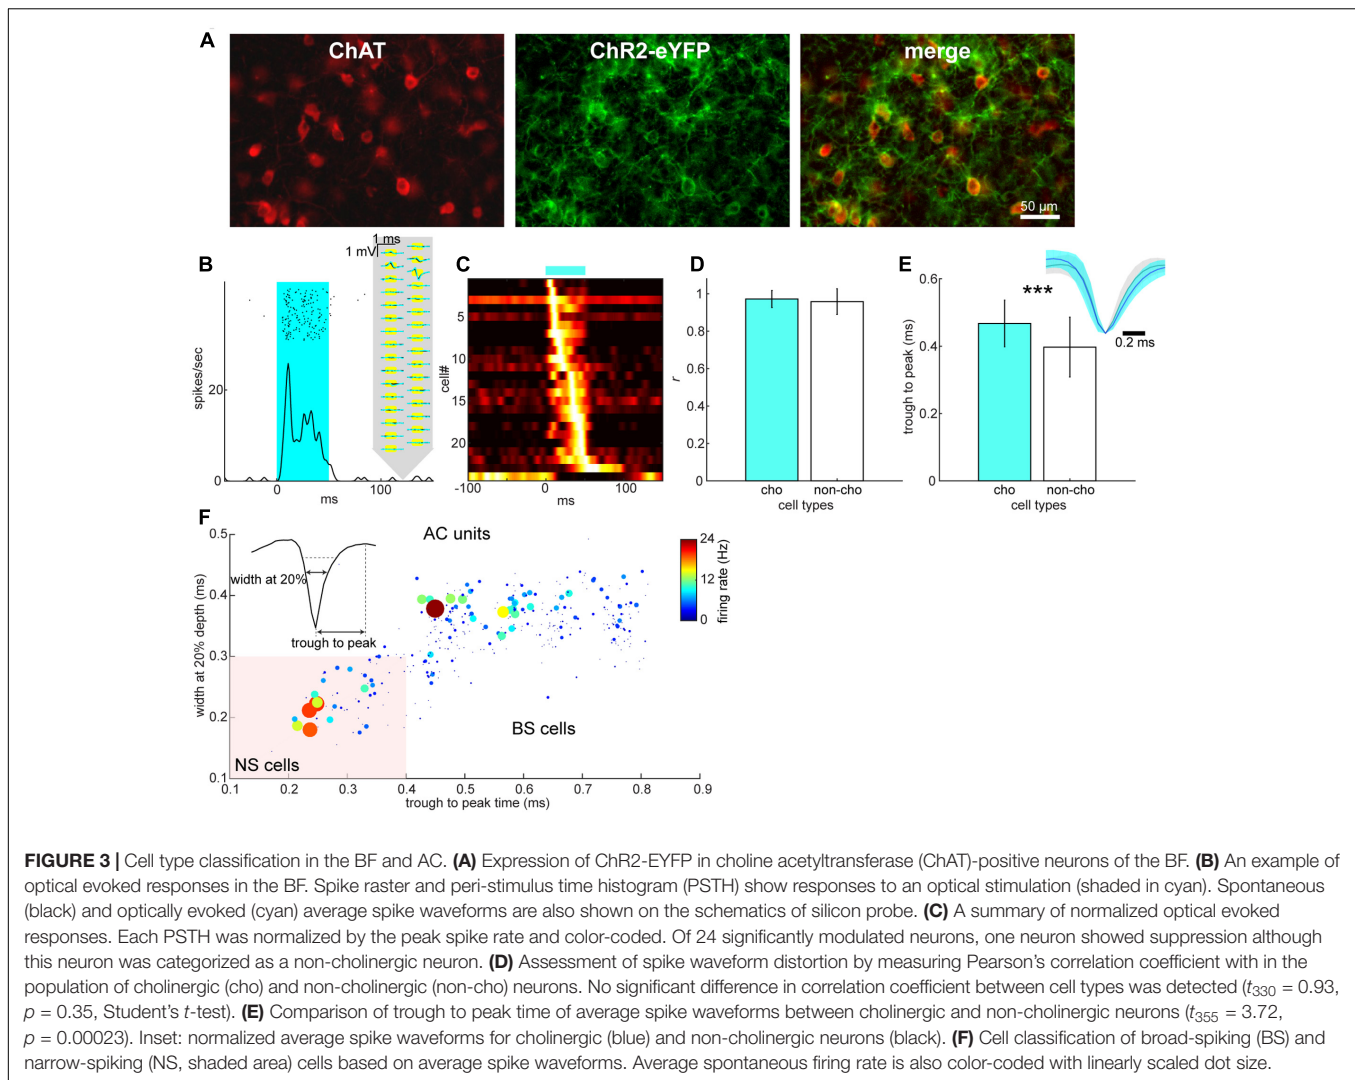 A
ChAT
ChR2-eYFP
merge
50 µm
B
1 ms
1 mV
spikes/sec
20
0
0
100
ms
C
cell#
5
10
15
20
-100
0
100
ms
D
r
1
0.8
0.6
0.4
0.2
0
cho
non-cho
cell types
E
trough to peak (ms)
0.6
0.4
0.2
0
***
0.2 ms
cho
non-cho
cell types
F
AC units
width at 20% depth (ms)
0.5
0.4
0.3
0.2
0.1
width at 20%
trough to peak
NS cells
BS cells
24
12
0
firing rate (Hz)
0.1
0.2
0.3
0.4
0.5
0.6
0.7
0.8
0.9
trough to peak time (ms)
FIGURE 3 | Cell type classification in the BF and AC. (A) Expression of ChR2-EYFP in choline acetyltransferase (ChAT)-positive neurons of the BF. (B) An example of
optical evoked responses in the BF. Spike raster and peri-stimulus time histogram (PSTH) show responses to an optical stimulation (shaded in cyan). Spontaneous
(black) and optically evoked (cyan) average spike waveforms are also shown on the schematics of silicon probe. (C) A summary of normalized optical evoked
responses. Each PSTH was normalized by the peak spike rate and color-coded. Of 24 significantly modulated neurons, one neuron showed suppression although
this neuron was categorized as a non-cholinergic neuron. (D) Assessment of spike waveform distortion by measuring Pearson's correlation coefficient with in the
population of cholinergic (cho) and non-cholinergic (non-cho) neurons. No significant difference in correlation coefficient between cell types was detected (t330 = 0.93,
p = 0.35, Student's t-test). (E) Comparison of trough to peak time of average spike waveforms between cholinergic and non-cholinergic neurons (t355 = 3.72,
p = 0.00023). Inset: normalized average spike waveforms for cholinergic (blue) and non-cholinergic neurons (black). (F) Cell classification of broad-spiking (BS) and
narrow-spiking (NS, shaded area) cells based on average spike waveforms. Average spontaneous firing rate is also color-coded with linearly scaled dot size.